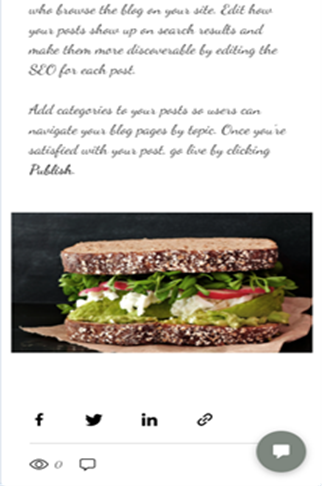 who browse the blog on your site. Edit how
your posts show up on search results and
make them more discoverable by editing the
SEO for each post.
Add categories to your posts so users can
navigate your blog pages by topic. Once you're
satisfied with your post, go live by clicking
Publish.
0